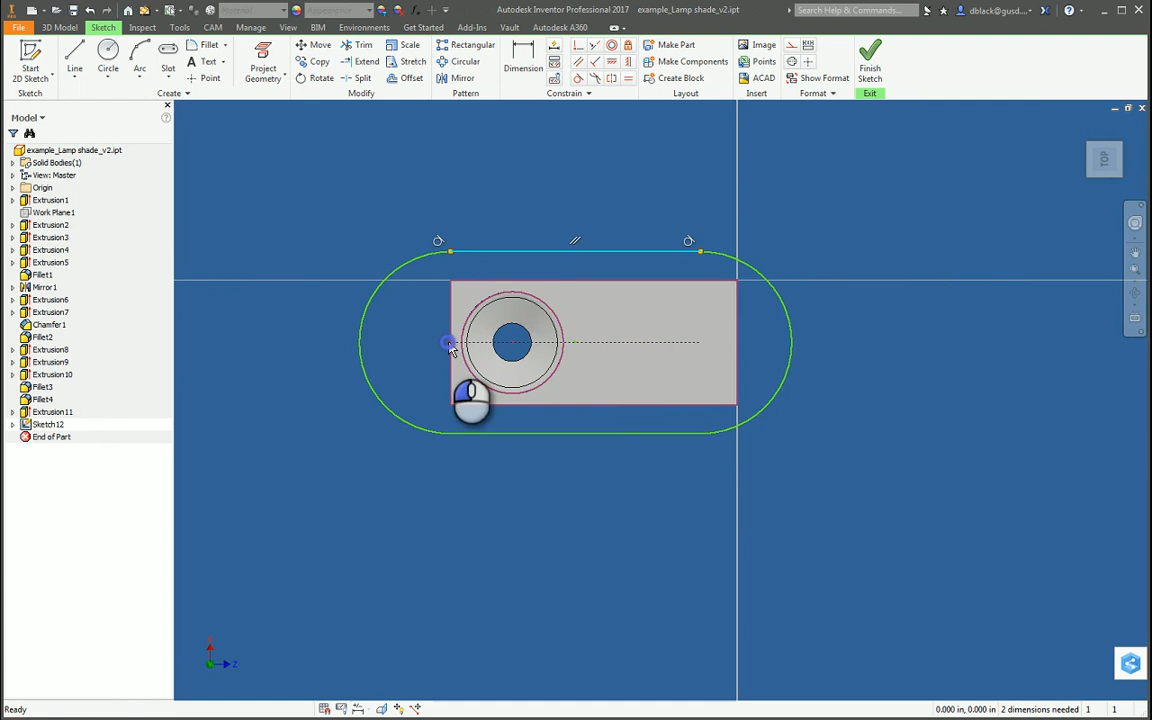 Autodesk Inventor Professional 2017 example_Lamp shade_v2.ipt
Search Help & Commands...
dblack@gusd...
File 3D Model Sketch Inspect Tools Manage View Environments BIM Get Started Vault Add-Ins Autodesk A360
Start
2D Sketch
Line
Circle
Arc
Slot
Fillet
Text
Point
Project
Geometry
Move
Copy
Rotate
Trim
Extend
Split
Scale
Stretch
Offset
Rectangular
Circular
Mirror
Dimension
Make Part
Make Components
Create Block
Image
Points
ACAD
Show Format
Finish
Sketch
Sketch Create Modify Pattern Constrain Layout Insert Format Exit
Model
example_Lamp shade_v2.ipt
Solid Bodies(1)
View: Master
Origin
Extrusion1
Work Plane1
Extrusion2
Extrusion3
Extrusion4
Extrusion5
Fillet1
Mirror1
Extrusion6
Extrusion7
Chamfer1
Fillet2
Extrusion8
Extrusion9
Extrusion10
Fillet3
Fillet4
Extrusion11
Sketch12
End of Part
TOP
Z
Ready
0.000 in, 0.000 in 2 dimensions needed 1 1